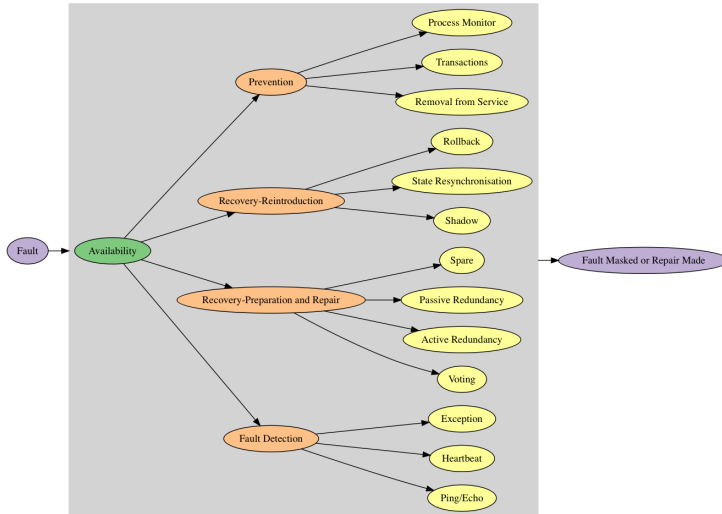 Process Monitor
Transactions
Prevention
Removal from Service
Rollback
State Resynchronisation
Recovery-Reintroduction
Shadow
Fault
Availability
Spare
Fault Masked or Repair Made
Recovery-Preparation and Repair
Passive Redundancy
Active Redundancy
Voting
Exception
Fault Detection
Heartbeat
Ping/Echo